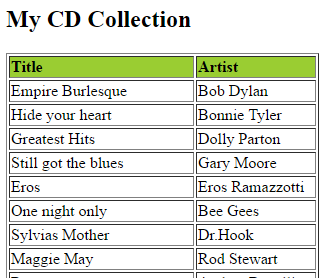 My CD Collection
Title Artist
Empire Burlesque Bob Dylan
Hide your heart Bonnie Tyler
Greatest Hits Dolly Parton
Still got the blues Gary Moore
Eros Eros Ramazzotti
One night only Bee Gees
Sylvias Mother Dr.Hook
Maggie May Rod Stewart